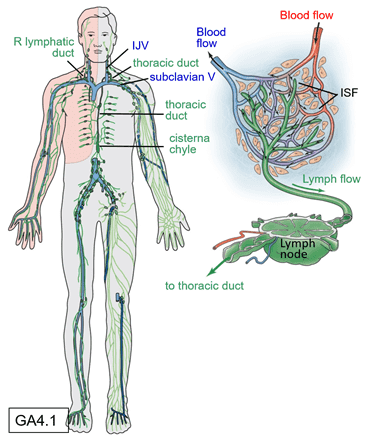 R lymphatic
duct
IJV
thoracic duct
subclavian V
thoracic
duct
cisterna
chyle
Blood
flow
Blood flow
ISF
Lymph flow
Lymph
node
to thoracic duct
GA4.1